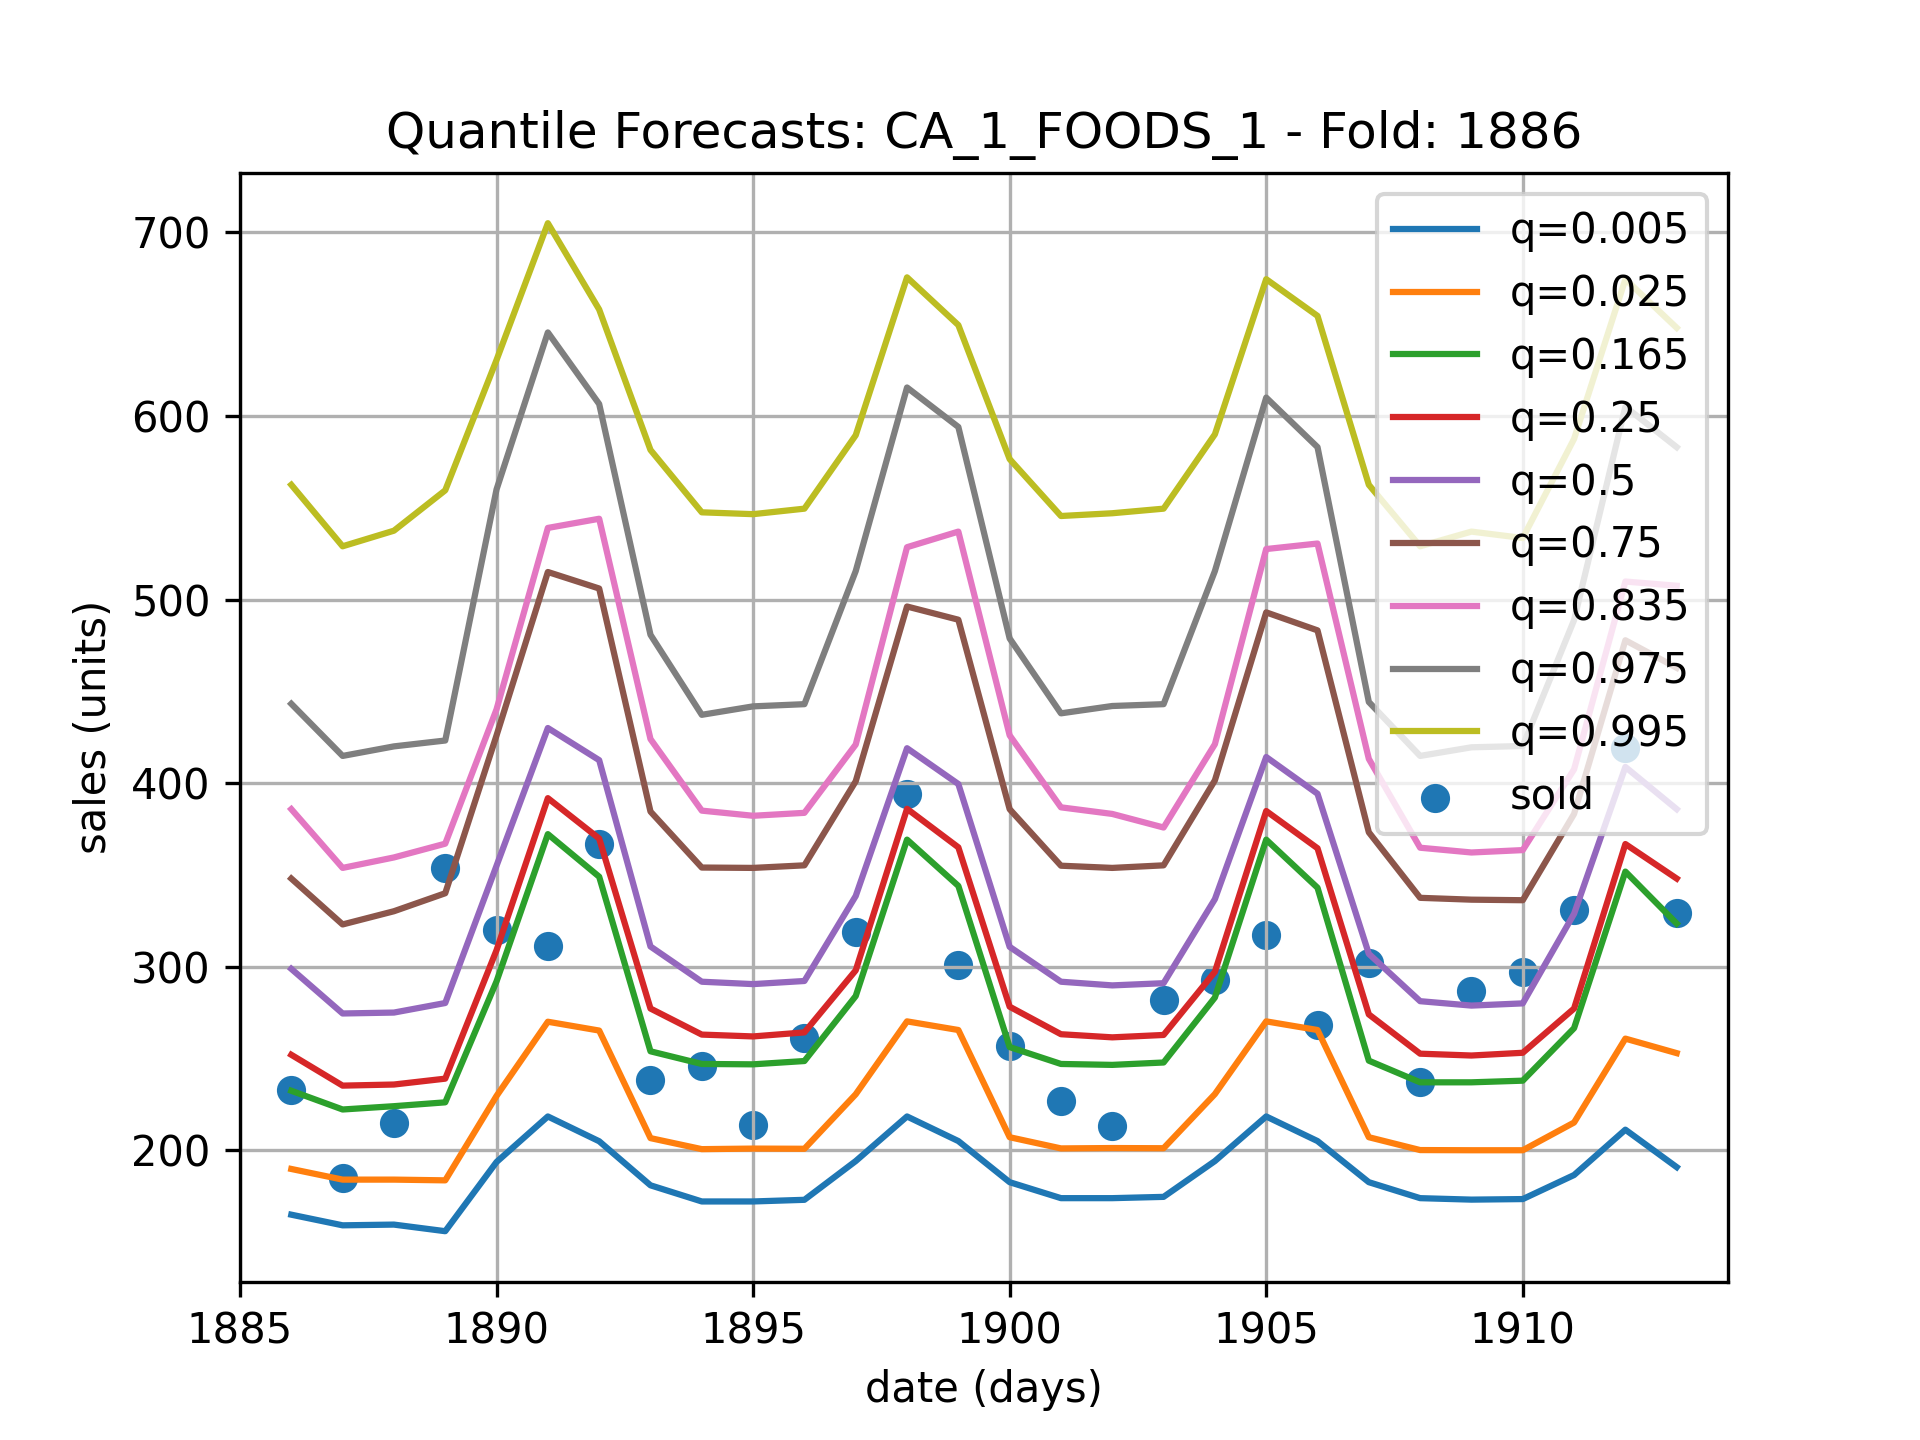 Quantile Forecasts: CA_1_FOODS_1 - Fold: 1886
700
600
500
400
300
200
sales (units)
1885 1890 1895 1900 1905 1910
date (days)
q=0.005
q=0.025
q=0.165
q=0.25
q=0.5
q=0.75
q=0.835
q=0.975
q=0.995
sold